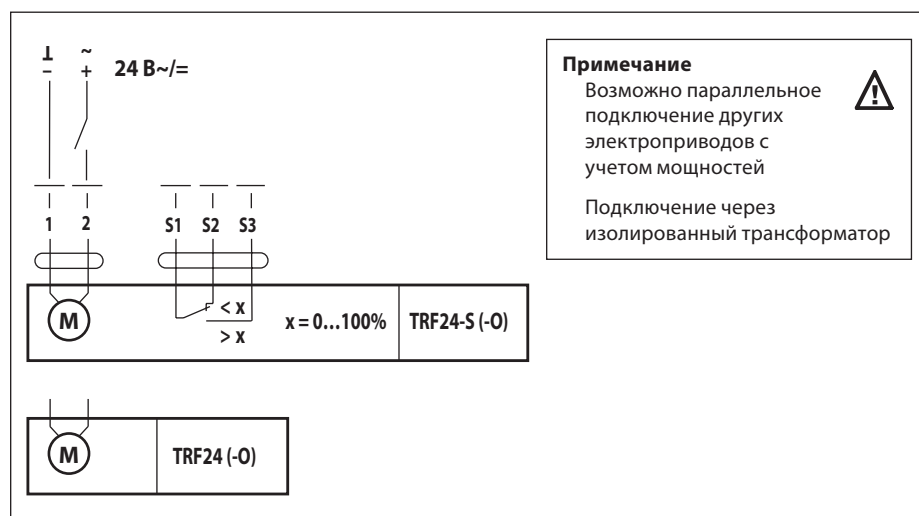 ⊥ ~
– + 24 В~/=
1 2 S1 S2 S3
M < x x = 0...100% TRF24-S (-O)
> x
M TRF24 (-O)
Примечание
Возможно параллельное
подключение других
электроприводов с
учетом мощностей
Подключение через
изолированный трансформатор